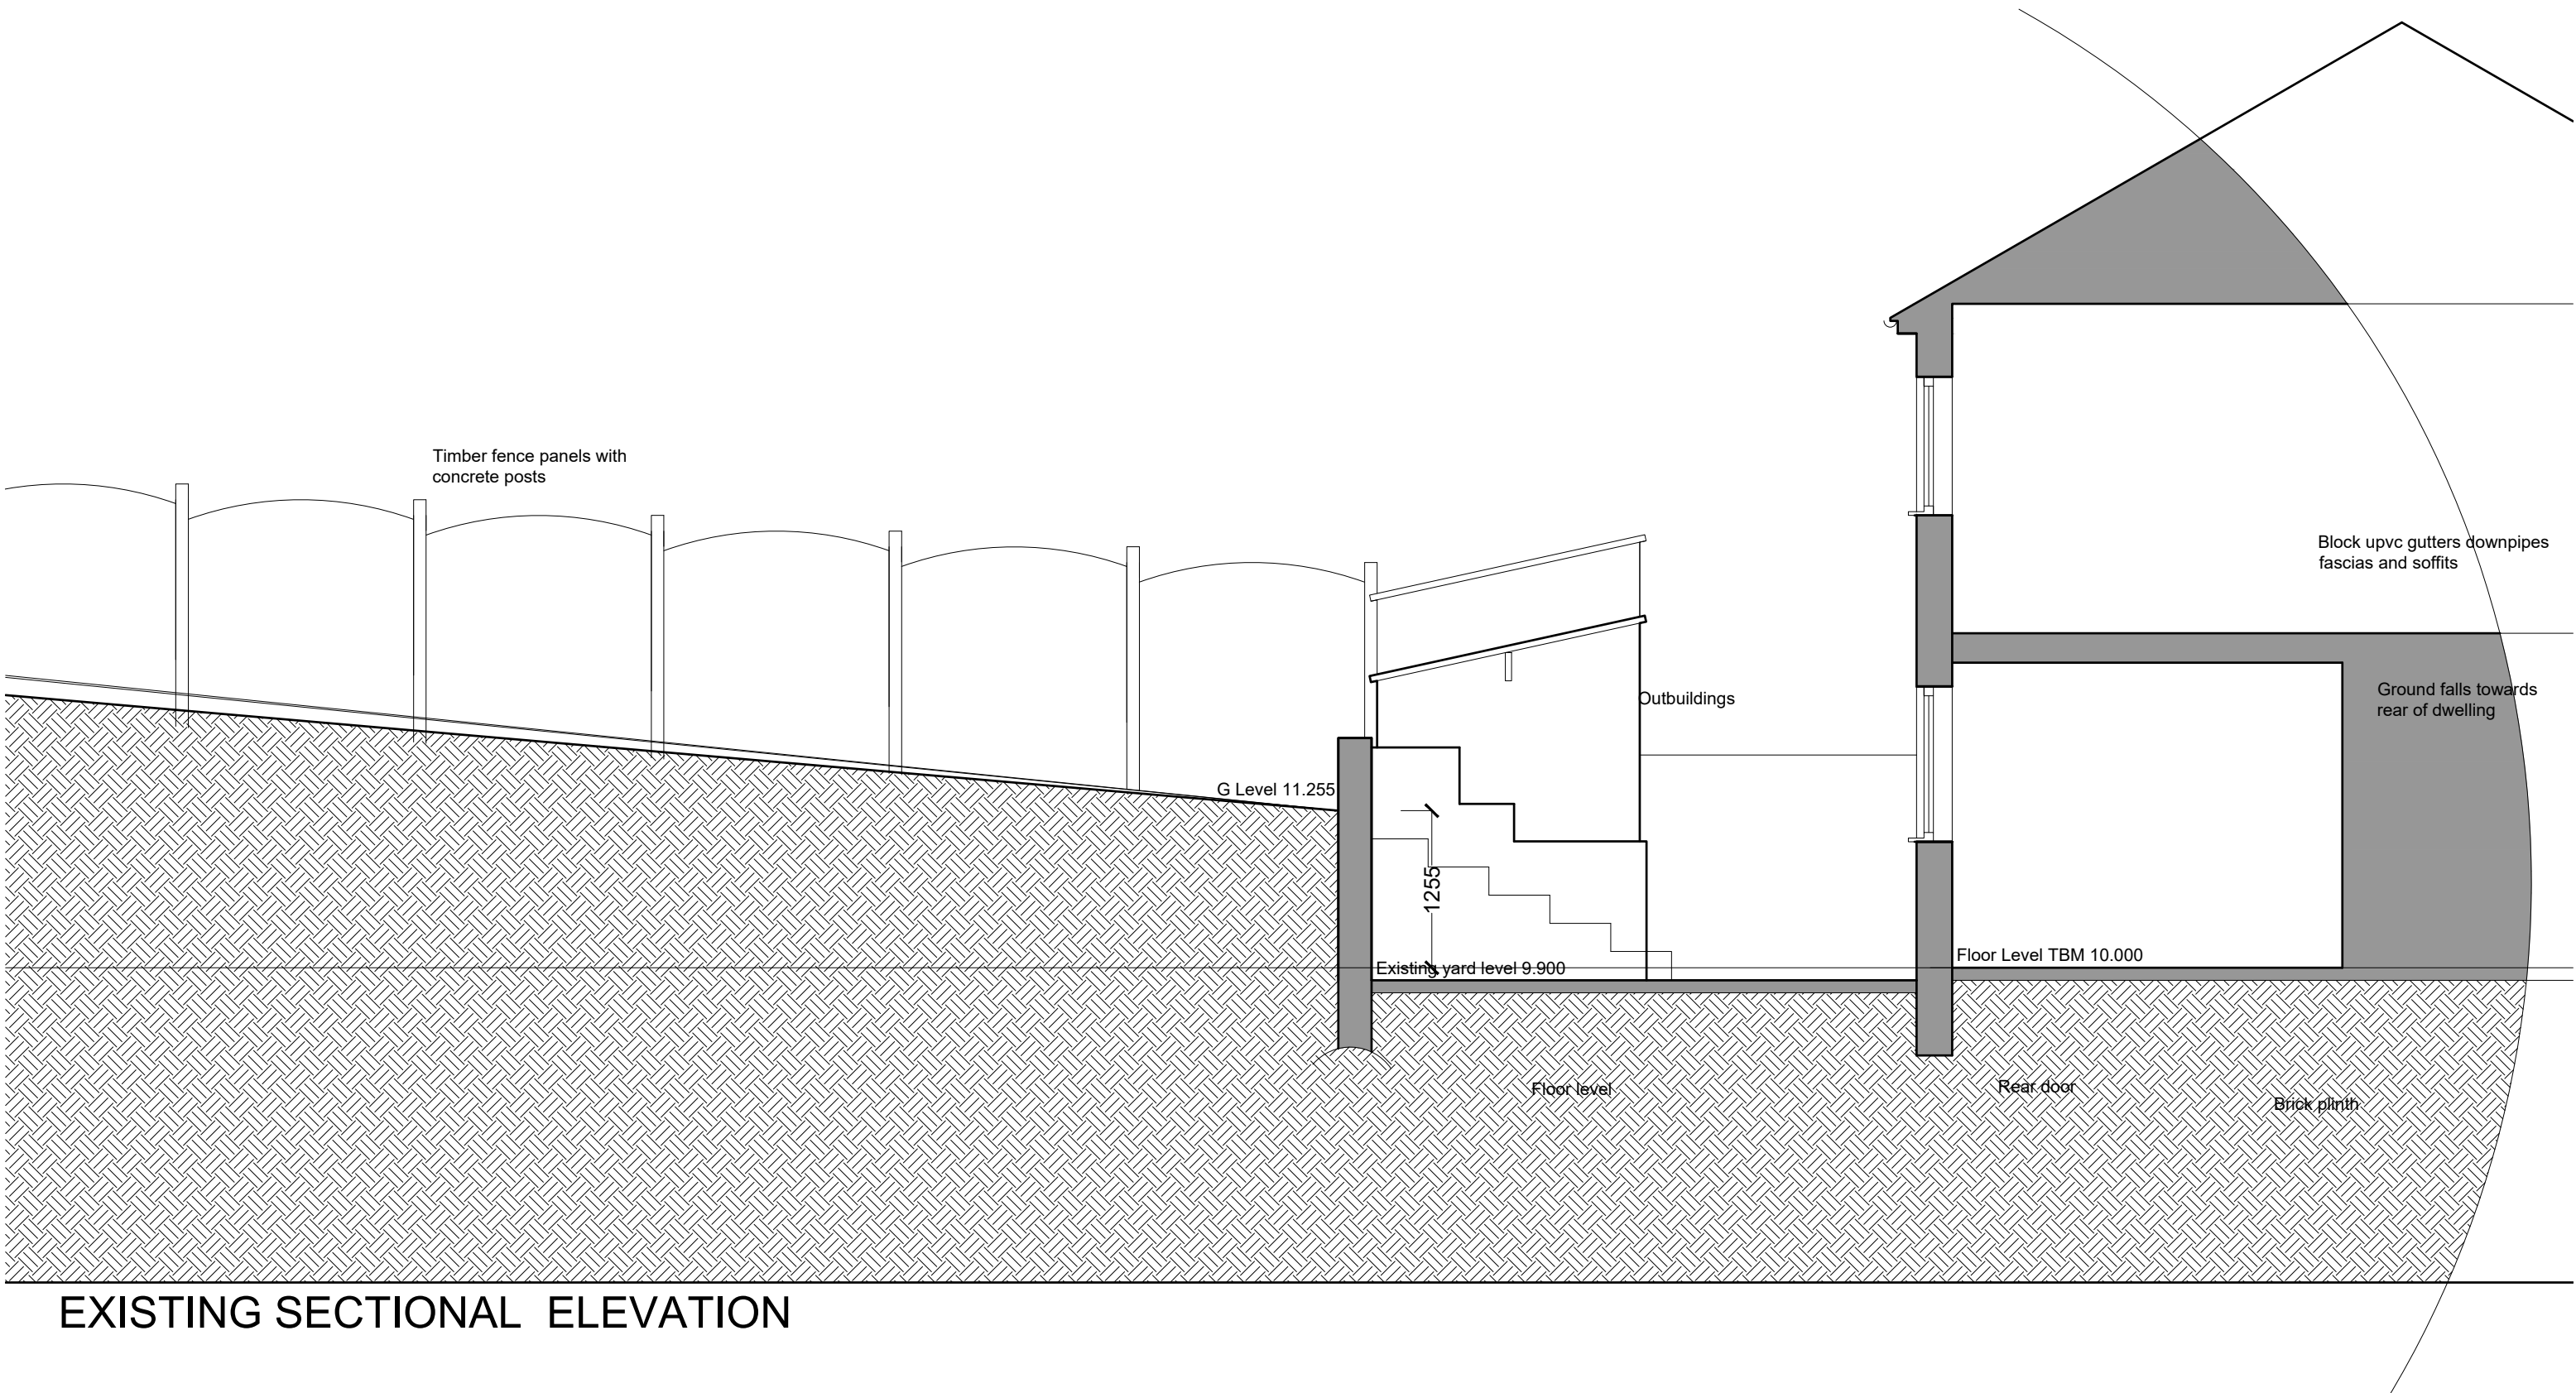 Timber fence panels with
concrete posts
Block upvc gutters downpipes
fascias and soffits
Outbuildings
Ground falls towards
rear of dwelling
G Level 11.255
1255
Existing yard level 9.900
Floor Level TBM 10.000
Floor level
Rear door
Brick plinth
EXISTING SECTIONAL ELEVATION